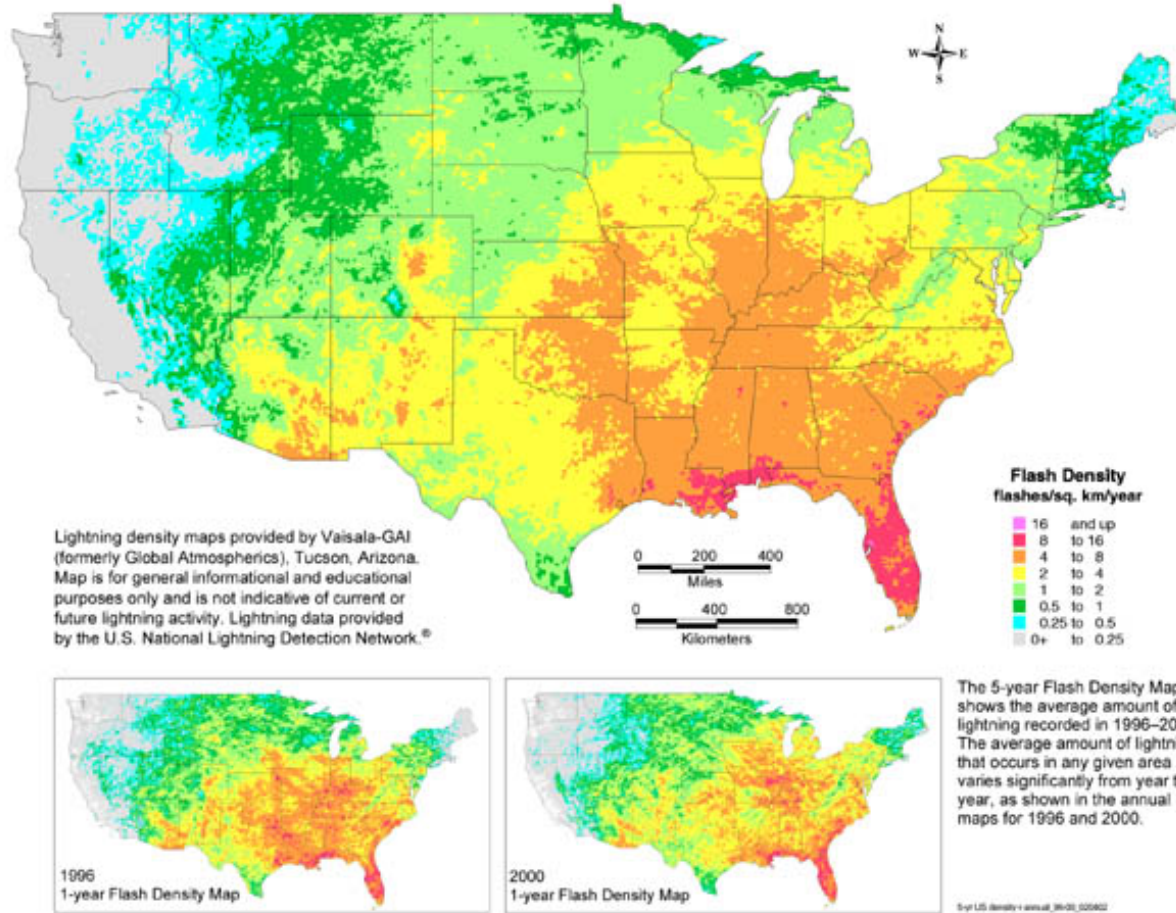 N
W E
S
Flash Density
flashes/sq. km/year
16 and up
8 to 16
4 to 8
2 to 4
1 to 2
0.5 to 1
0.25 to 0.5
0+ to 0.25
Lightning density maps provided by Vaisala-GAI
(formerly Global Atmospherics), Tucson, Arizona.
Map is for general informational and educational
purposes only and is not indicative of current or
future lightning activity. Lightning data provided
by the U.S. National Lightning Detection Network.®
0 200 400
Miles
0 400 800
Kilometers
1996
1-year Flash Density Map
2000
1-year Flash Density Map
The 5-year Flash Density Map
shows the average amount of
lightning recorded in 1996–20
The average amount of lightni
that occurs in any given area
varies significantly from year t
year, as shown in the annual
maps for 1996 and 2000.